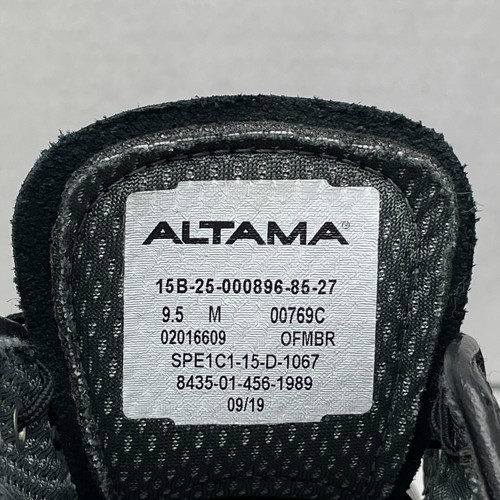 ALTAMA®
15B-25-000896-85-27
9.5 M 00769C
02016609 OFMBR
SPE1C1-15-D-1067
8435-01-456-1989
09/19